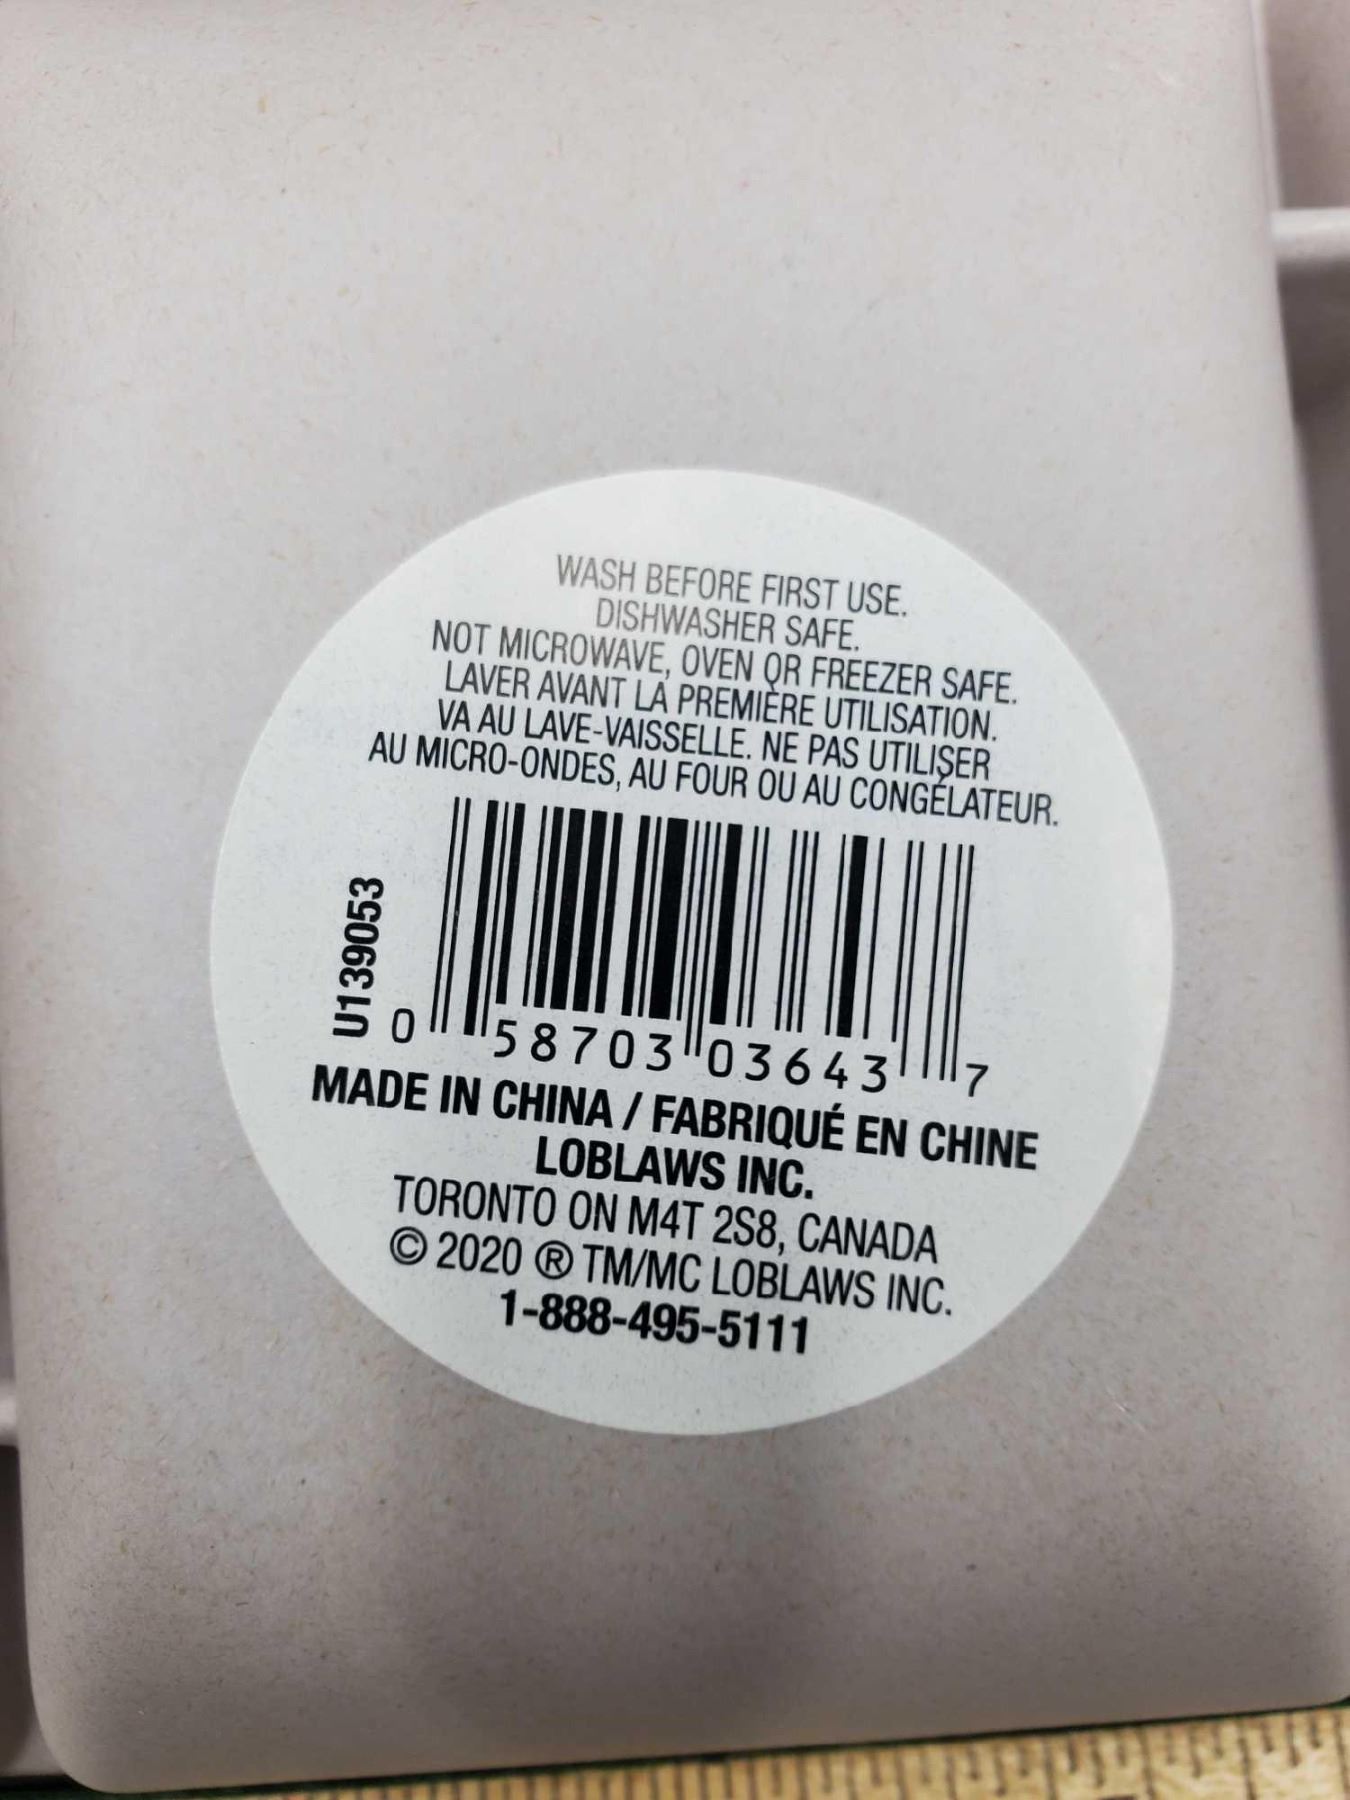 WASH BEFORE FIRST USE.
DISHWASHER SAFE.
NOT MICROWAVE, OVEN OR FREEZER SAFE.
LAVER AVANT LA PREMIÈRE UTILISATION.
VA AU LAVE-VAISSELLE. NE PAS UTILISER
AU MICRO-ONDES, AU FOUR OU AU CONGÉLATEUR.
U139053
0 58703 03643 7
MADE IN CHINA / FABRIQUÉ EN CHINE
LOBLAWS INC.
TORONTO ON M4T 2S8, CANADA
© 2020 ® TM/MC LOBLAWS INC.
1-888-495-5111